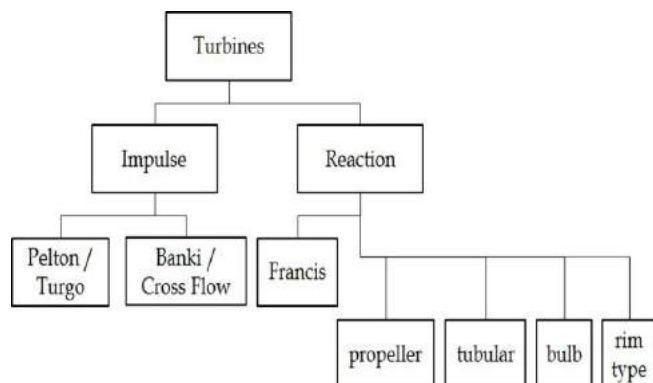 Turbines
Impulse
Reaction
Pelton /
Turgo
Banki /
Cross Flow
Francis
propeller
tubular
bulb
rim
type